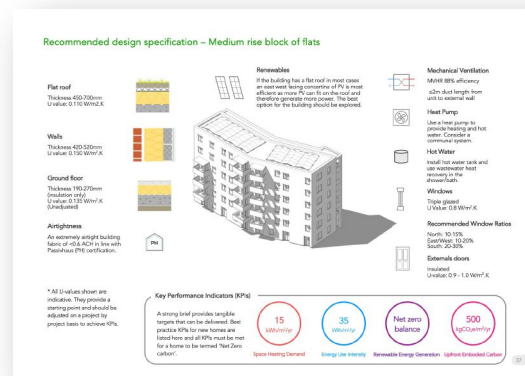 Recommended design specification – Medium rise block of flats
Flat roof
Thickness 450-700mm
U value: 0.110 W/m2.K
Walls
Thickness 420-520mm
U value: 0.150 W/m².K
Ground floor
Thickness 190-270mm
(insulation only)
U value: 0.135 W/m².K
(Unadjusted)
Airtightness
An extremely airtight building
fabric of <0.6 ACH in line with
Passivhaus (PH) certification.
PH
* All U-values shown are
indicative. They provide a
starting point and should be
adjusted on a project by
project basis to achieve KPIs.
Renewables
If the building has a flat roof in most cases
an east west facing concertina of PV is most
efficient as more PV can fit on the roof and
therefore generate more power. The best
option for the building should be explored.
Mechanical Ventilation
MVHR 88% efficiency
≤2m duct length from
unit to external wall
Heat Pump
Use a heat pump to
provide heating and hot
water. Consider a
communal system.
Hot Water
Install hot water tank and
use wastewater heat
recovery in the
shower/bath.
Windows
Triple glazed
U Value: 0.8 W/m².K
Recommended Window Ratios
North: 10-15%
East/West: 10-20%
South: 20-30%
Externals doors
Insulated
U-value: 0.9 - 1.0 W/m².K
Key Performance Indicators (KPIs)
A strong brief provides tangible
targets that can be delivered. Best
practice KPIs for new homes are
listed here and all KPIs must be met
for a home to be termed 'Net Zero
carbon'.
15
kWh/m²/yr
Space Heating Demand
35
kWh/m²/yr
Energy Use Intensity
Net zero
balance
Renewable Energy Generation
500
kgCO₂e/m²/yr
Upfront Embodied Carbon